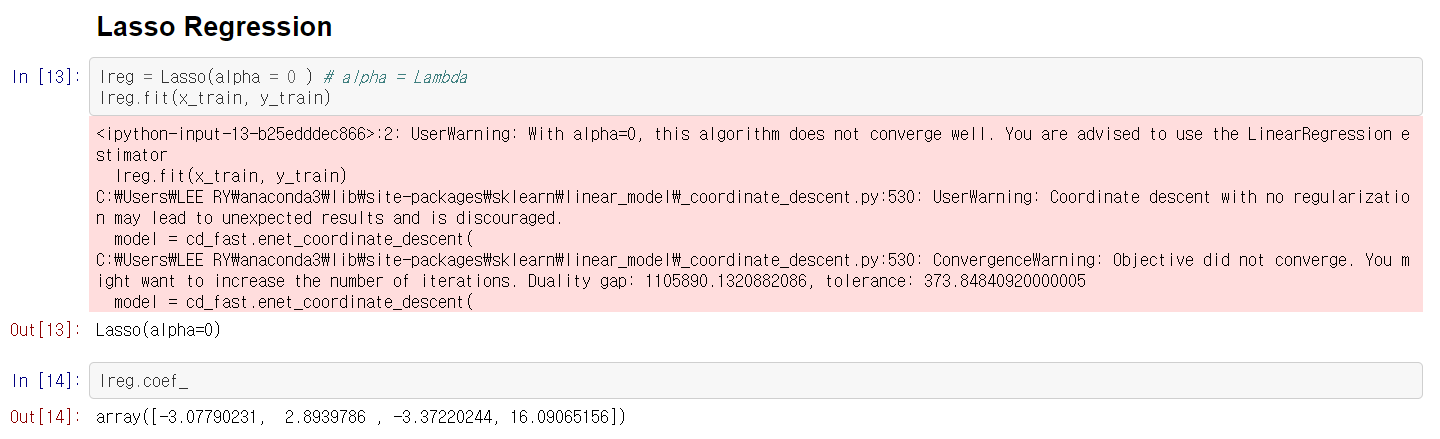 Lasso Regression
In [13]: lreg = Lasso(alpha = 0 ) # alpha = Lambda
lreg.fit(x_train, y_train)
<ipython-input-13-b25edddec866>:2: UserWarning: With alpha=0, this algorithm does not converge well. You are advised to use the LinearRegression e
stimator
  lreg.fit(x_train, y_train)
C:₩Users₩LEE RY₩anaconda3₩lib₩site-packages₩sklearn₩linear_model₩_coordinate_descent.py:530: UserWarning: Coordinate descent with no regularizatio
n may lead to unexpected results and is discouraged.
  model = cd_fast.enet_coordinate_descent(
C:₩Users₩LEE RY₩anaconda3₩lib₩site-packages₩sklearn₩linear_model₩_coordinate_descent.py:530: ConvergenceWarning: Objective did not converge. You m
ight want to increase the number of iterations. Duality gap: 1105890.1320882086, tolerance: 373.84840920000005
  model = cd_fast.enet_coordinate_descent(
Out[13]: Lasso(alpha=0)
In [14]: lreg.coef_
Out[14]: array([-3.07790231,  2.8939786 , -3.37220244, 16.09065156])